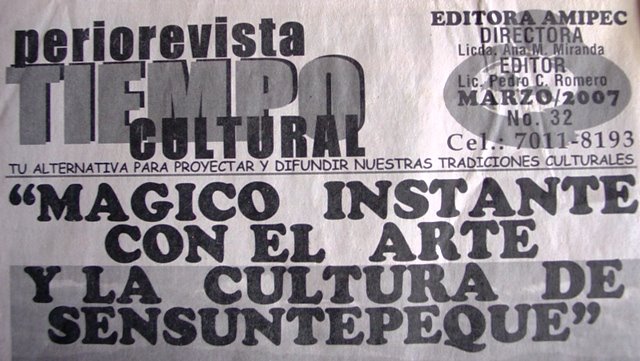 periorevista
TIEMPO
CULTURAL
EDITORA AMIPEC
DIRECTORA
Licda. Ana M. Miranda
EDITOR
Lic. Pedro C. Romero
MARZO/2007
No. 32
Cel.: 7011-8193
TU ALTERNATIVA PARA PROYECTAR Y DIFUNDIR NUESTRAS TRADICIONES CULTURALES
“MAGICO INSTANTE
CON EL ARTE
Y LA CULTURA DE
SENSUNTEPEQUE”